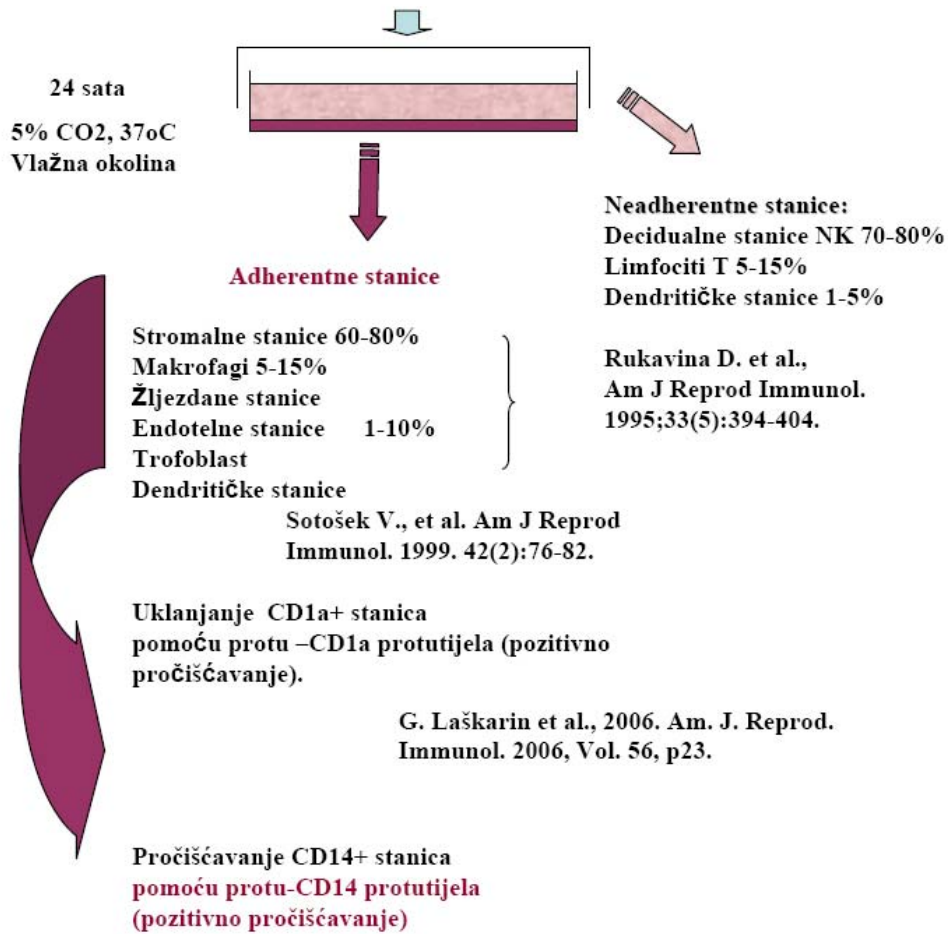 24 sata
5% CO2, 37oC
Vlažna okolina
Neadherentne stanice:
Decidualne stanice NK 70-80%
Limfociti T 5-15%
Dendritičke stanice 1-5%
Rukavina D. et al.,
Am J Reprod Immunol.
1995;33(5):394-404.
Adherentne stanice
Stromalne stanice 60-80%
Makrofagi 5-15%
Žljezdane stanice
Endotelne stanice 1-10%
Trofoblast
Dendritičke stanice
Sotošek V., et al. Am J Reprod
Immunol. 1999. 42(2):76-82.
Uklanjanje CD1a+ stanica
pomoću protu –CD1a protutijela (pozitivno
pročišćavanje).
G. Laškarin et al., 2006. Am. J. Reprod.
Immunol. 2006, Vol. 56, p23.
Pročišćavanje CD14+ stanica
pomoću protu-CD14 protutijela
(pozitivno pročišćavanje)